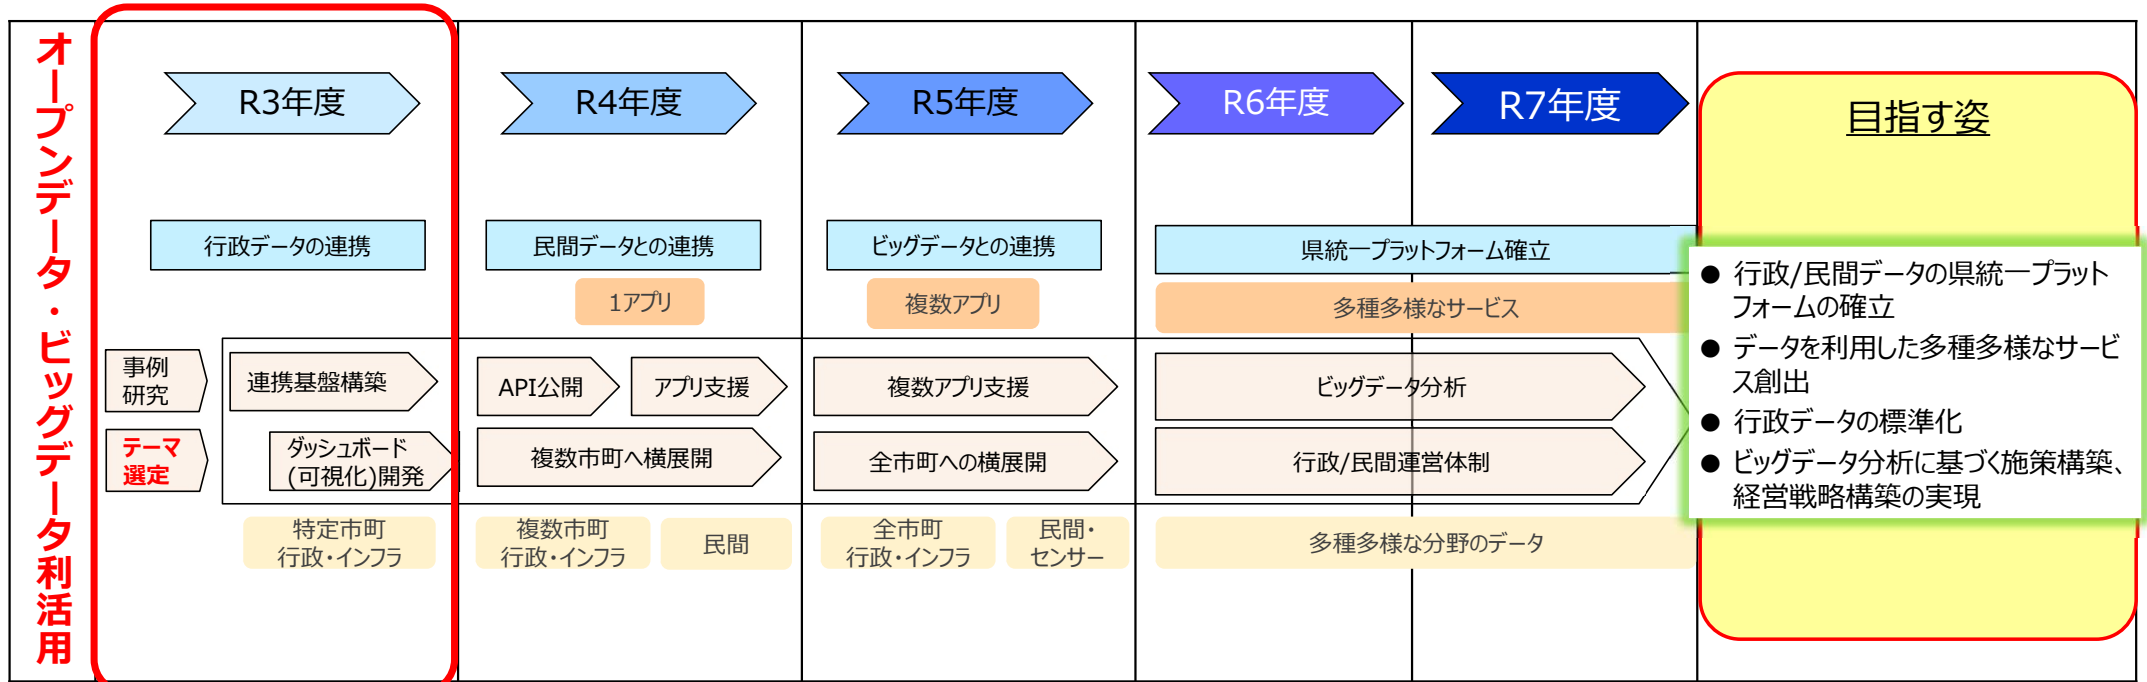 オープンデータ・ビッグデータ利活用
R3年度
R4年度
R5年度
R6年度
R7年度
目指す姿
行政データの連携
民間データとの連携
ビッグデータとの連携
県統一プラットフォーム確立
1アプリ
複数アプリ
多種多様なサービス
事例
研究
連携基盤構築
API公開
アプリ支援
複数アプリ支援
ビッグデータ分析
テーマ
選定
ダッシュボード
(可視化)開発
複数市町へ横展開
全市町への横展開
行政/民間運営体制
特定市町
行政・インフラ
複数市町
行政・インフラ
民間
全市町
行政・インフラ
民間・
センサー
多種多様な分野のデータ
● 行政/民間データの県統一プラット
フォームの確立
● データを利用した多種多様なサービ
ス創出
● 行政データの標準化
● ビッグデータ分析に基づく施策構築、
経営戦略構築の実現